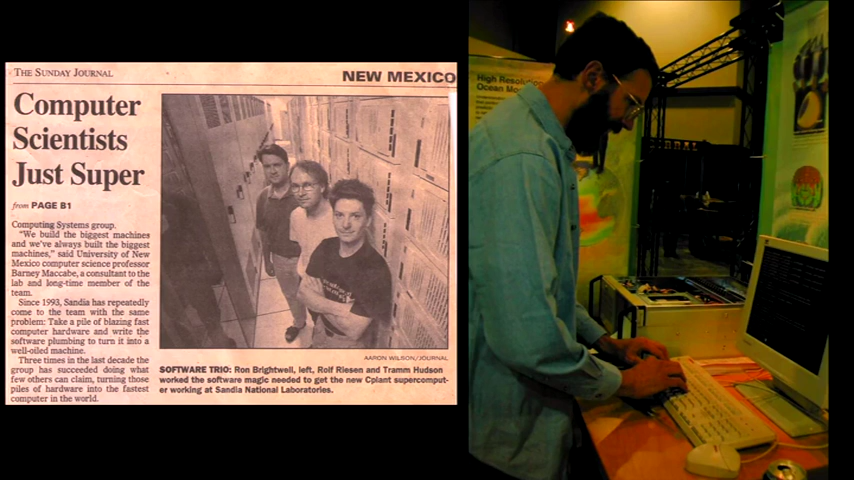 THE SUNDAY JOURNAL
NEW MEXICO
Computer
Scientists
Just Super
from PAGE B1
Computing Systems group.
"We build the biggest machines
and we've always built the biggest
machines," said University of New
Mexico computer science professor
Barney Maccabe, a consultant to the
lab and long-time member of the
team.
Since 1993, Sandia has repeatedly
come to the team with the same
problem: Take a pile of blazing fast
computer hardware and write the
software plumbing to turn it into a
well-oiled machine.
Three times in the last decade the
group has succeeded doing what
few others can claim, turning those
piles of hardware into the fastest
computer in the world.
AARON WILSON/JOURNAL
SOFTWARE TRIO: Ron Brightwell, left, Rolf Riesen and Tramm Hudson
worked the software magic needed to get the new Cplant supercomput-
er working at Sandia National Laboratories.
High Resolution
Ocean